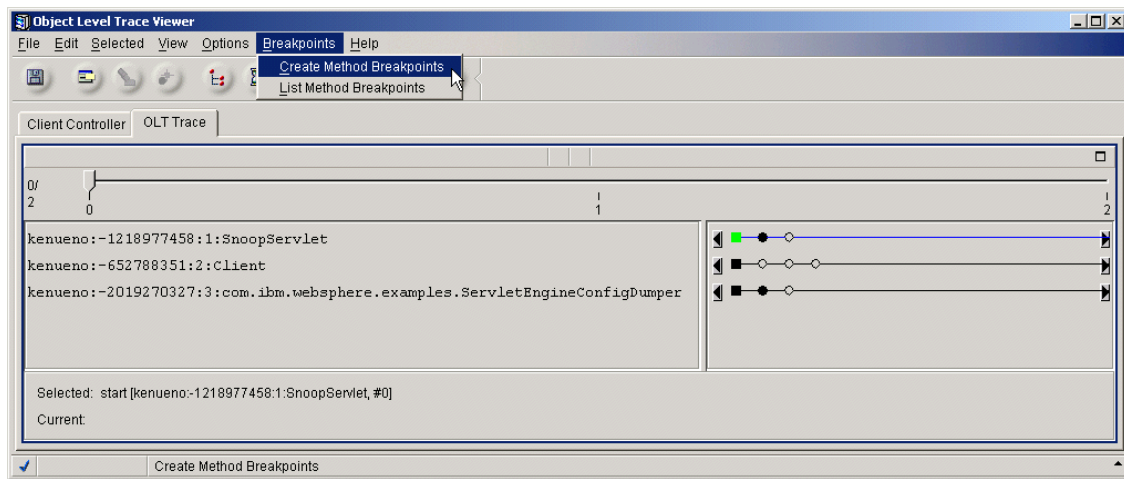 Object Level Trace Viewer
File Edit Selected View Options Breakpoints Help
Create Method Breakpoints
List Method Breakpoints
Client Controller OLT Trace
0/
2
0 1 2
kenueno:-1218977458:1:SnoopServlet
kenueno:-652788351:2:Client
kenueno:-2019270327:3:com.ibm.websphere.examples.ServletEngineConfigDumper
Selected: start [kenueno:-1218977458:1:SnoopServlet, #0]
Current:
Create Method Breakpoints